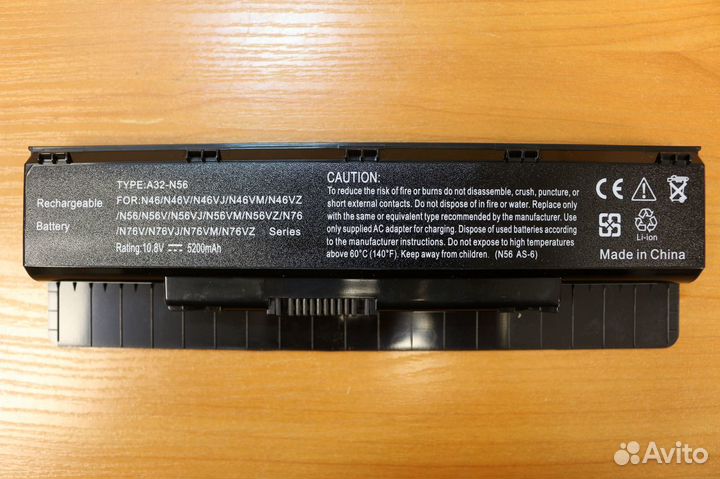 TYPE:A32-N56
Rechargeable
Battery
FOR:N46/N46V/N46VJ/N46VM/N46VZ
/N56/N56V/N56VJ/N56VM/N56VZ/N76
/N76V/N76VJ/N76VM/N76VZ Series
Rating:10.8V 5200mAh
CAUTION:
To reduce the risk of fire or burns do not disassemble, crush, puncture, or
short external contacts. Do not dispose of in fire or water. Replace only
with the same or equivalent type recommended by the manufacturer. Use
only supplied AC adapter for charging. Dispose of used batteries according
to manufacturer instructions. Do not expose to high temperatures
above 60°C (140°F). Keep away from children. (N56 AS-6)
CE
Li-ion
Made in China
Avito